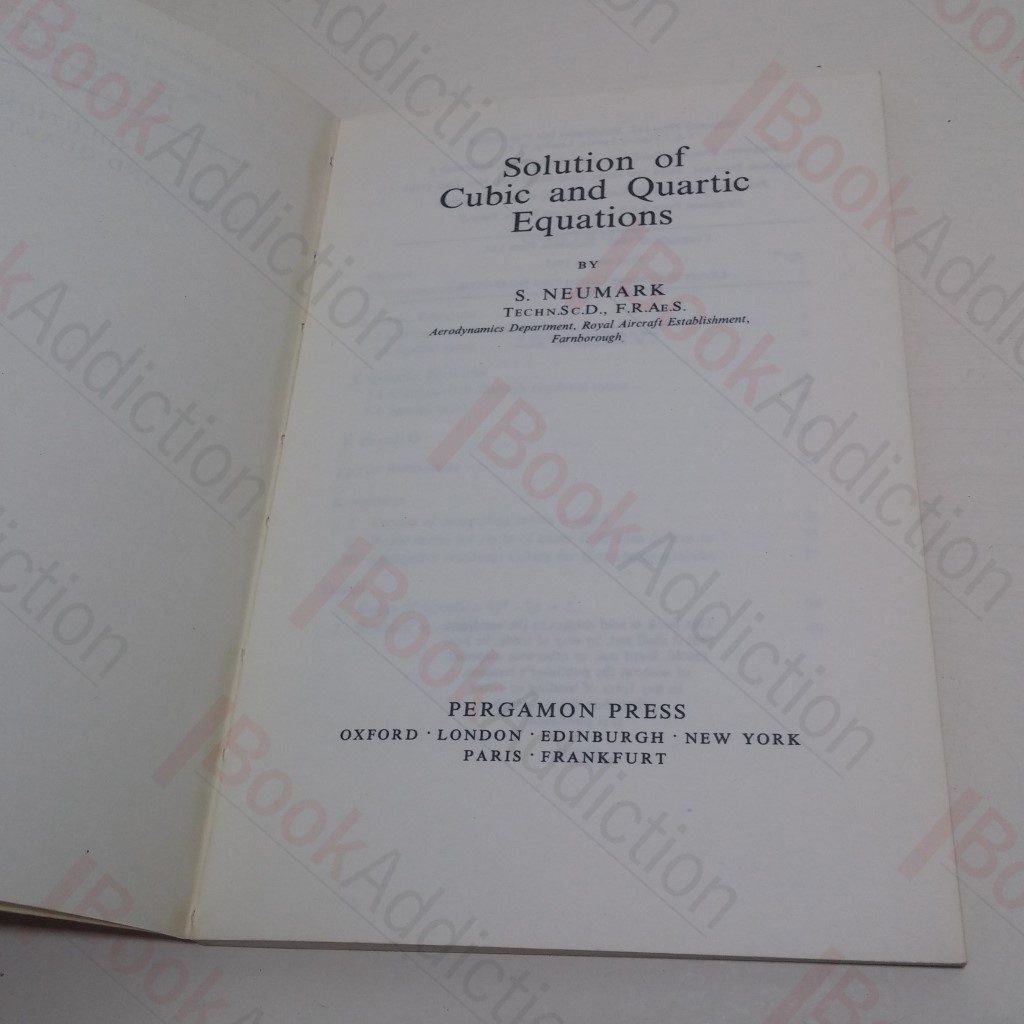 Solution of
Cubic and Quartic
Equations
BY
S. NEUMARK
TECHN.SC.D., F.R.AE.S.
Aerodynamics Department, Royal Aircraft Establishment,
Farnborough.
PERGAMON PRESS
OXFORD · LONDON · EDINBURGH · NEW YORK
PARIS · FRANKFURT
BookAddiction